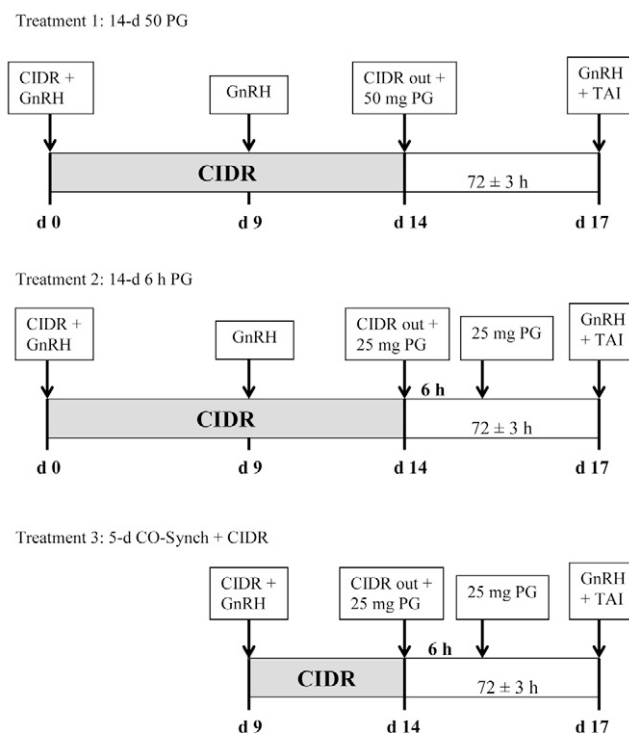 Treatment 1: 14-d 50 PG
CIDR +
GnRH
GnRH
CIDR out +
50 mg PG
GnRH
+ TAI
CIDR
72 ± 3 h
d 0
d 9
d 14
d 17
Treatment 2: 14-d 6 h PG
CIDR +
GnRH
GnRH
CIDR out +
25 mg PG
25 mg PG
GnRH
+ TAI
6 h
CIDR
72 ± 3 h
d 0
d 9
d 14
d 17
Treatment 3: 5-d CO-Synch + CIDR
CIDR +
GnRH
CIDR out +
25 mg PG
25 mg PG
GnRH
+ TAI
6 h
CIDR
72 ± 3 h
d 9
d 14
d 17